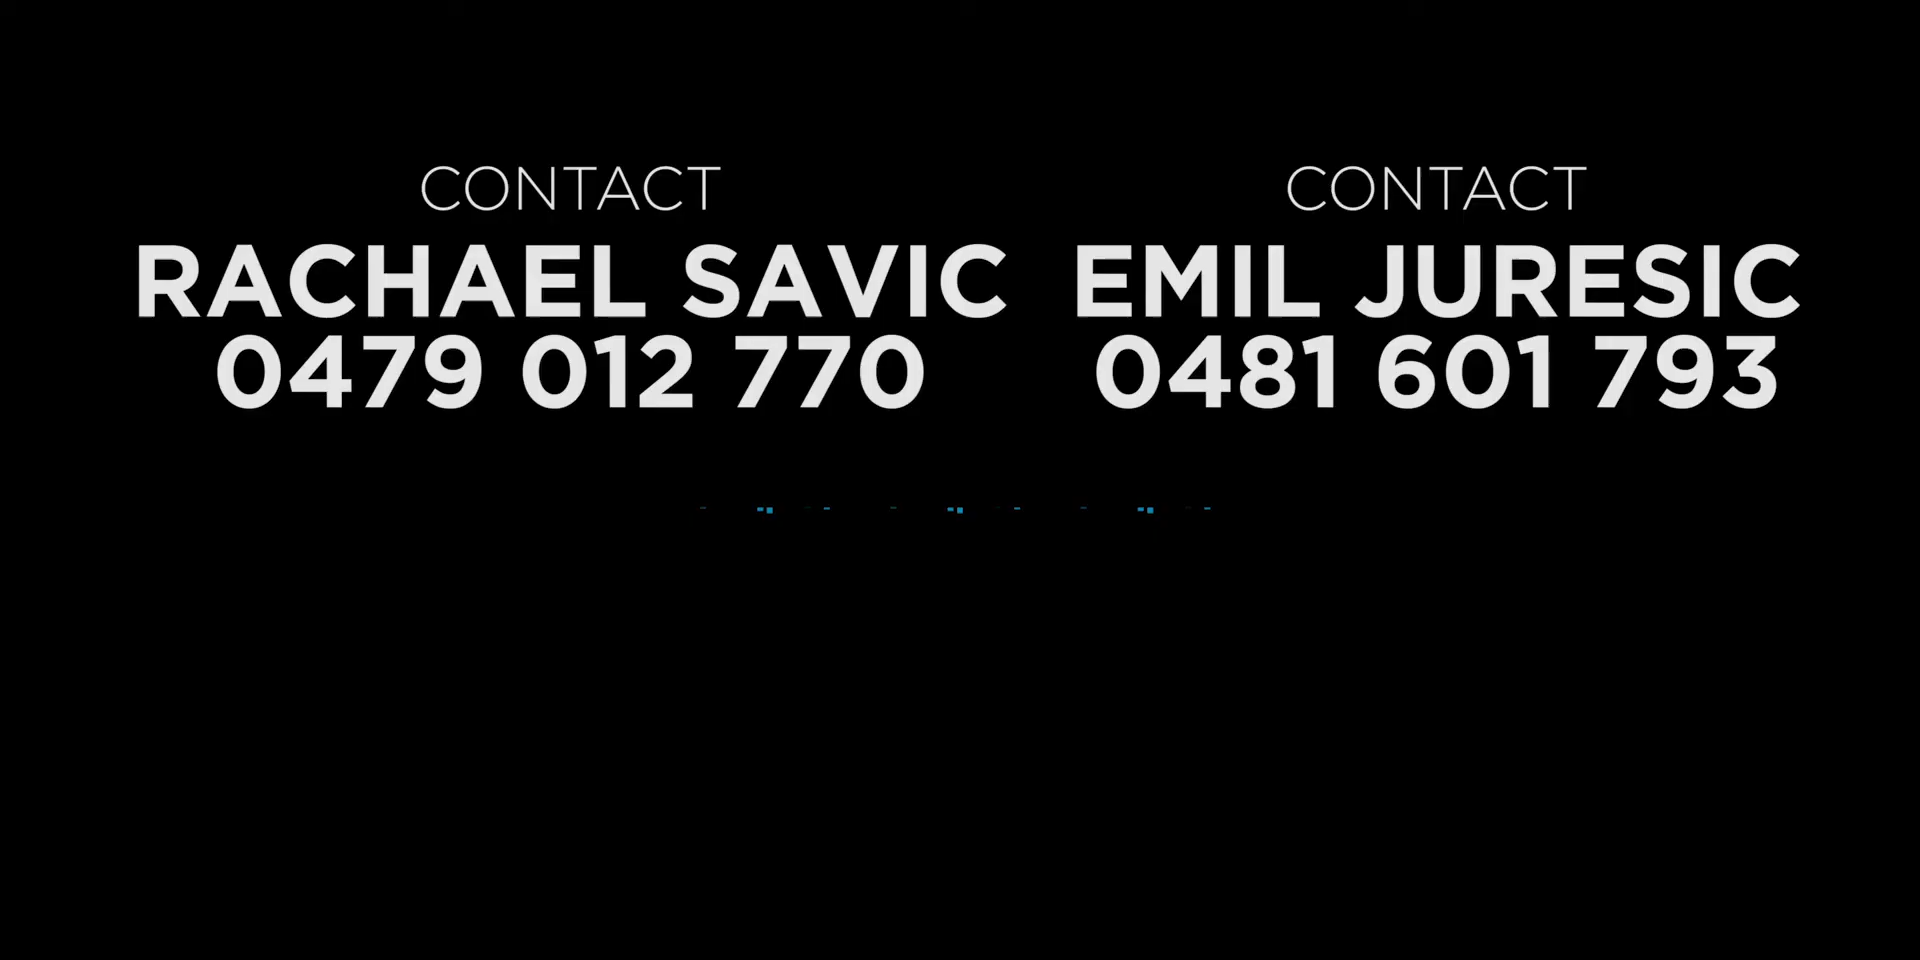 CONTACT
RACHAEL SAVIC
0479 012 770
CONTACT
EMIL JURESIC
0481 601 793